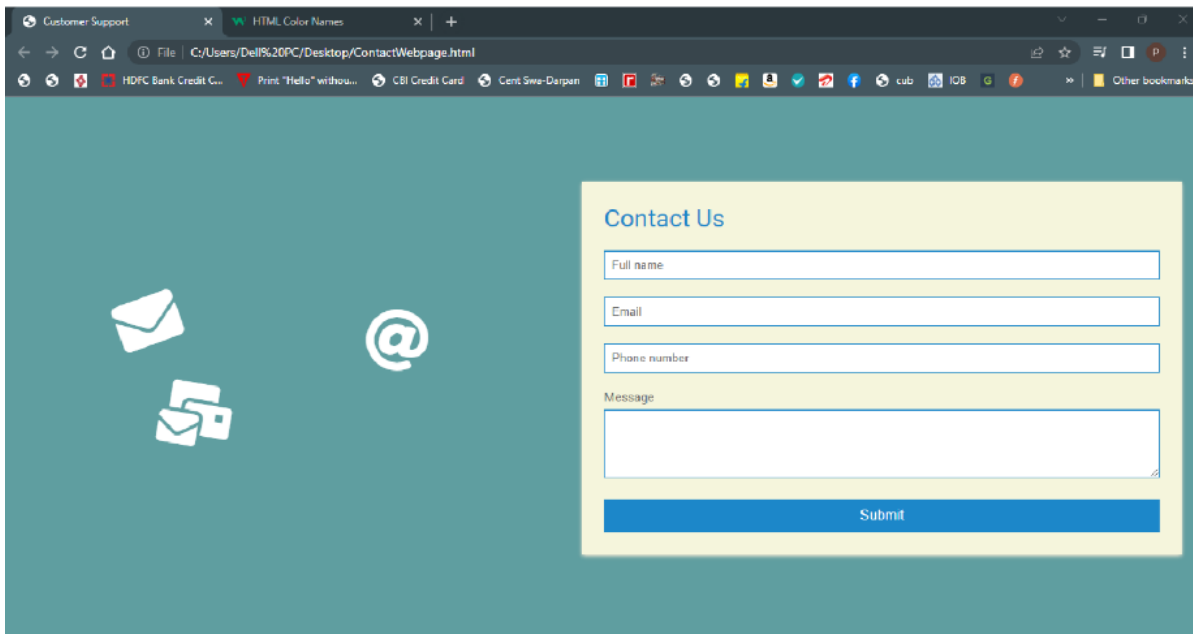 Customer Support
HTML Color Names
File C:/Users/Dell%20PC/Desktop/ContactWebpage.html
P
HDFC Bank Credit C... Print "Hello" withou... CBI Credit Card Cent Swa-Darpan a cub IOB G » Other bookmarks
Contact Us
Full name
@
Email
Phone number
Message
Submit